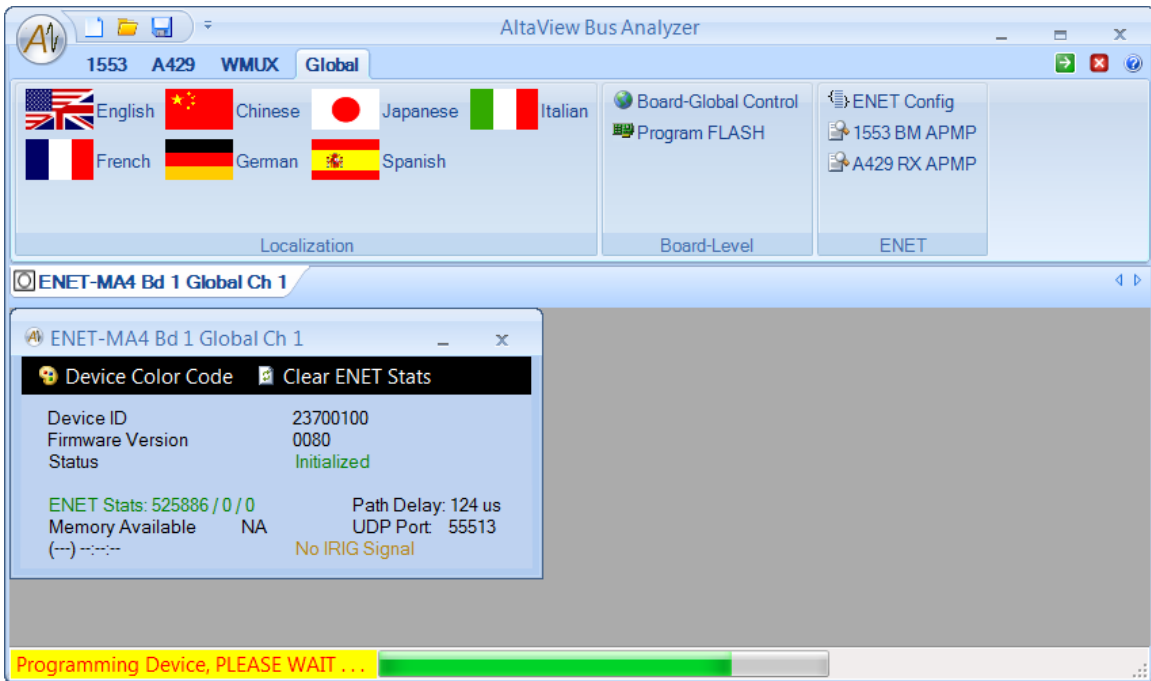 AltaView Bus Analyzer
1553 A429 WMUX Global
English Chinese Japanese Italian
French German Spanish
Localization
Board-Global Control
Program FLASH
Board-Level
ENET Config
1553 BM APMP
A429 RX APMP
ENET
ENET-MA4 Bd 1 Global Ch 1
ENET-MA4 Bd 1 Global Ch 1
Device Color Code Clear ENET Stats
Device ID 23700100
Firmware Version 0080
Status Initialized
ENET Stats: 525886 / 0 / 0 Path Delay: 124 us
Memory Available NA UDP Port: 55513
(---) --:--:-- No IRIG Signal
Programming Device, PLEASE WAIT . . .